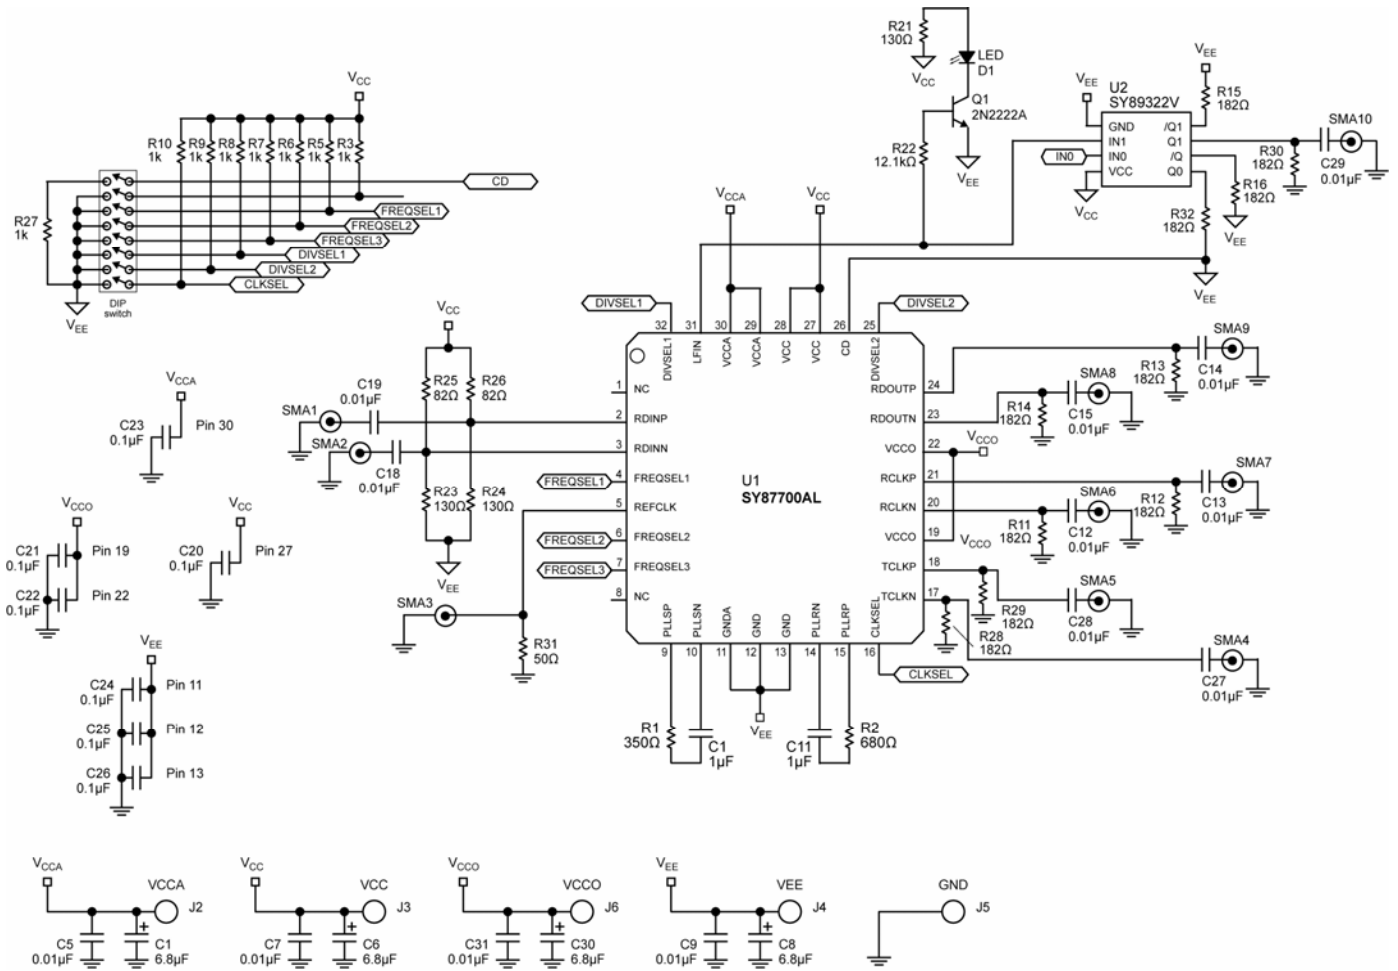 R21
130Ω
VCC
LED
D1
Q1
2N2222A
VEE
R22
12.1kΩ
VEE
U2
SY89322V
GND
IN1
IN0
VCC
/Q1
Q1
/Q
Q0
IN0
VCC
VEE
R15
182Ω
SMA10
R30
182Ω
C29
0.01µF
R16
182Ω
VEE
R32
182Ω
VEE
VCC
R10
1k
R9
1k
R8
1k
R7
1k
R6
1k
R5
1k
R3
1k
CD
FREQSEL1
FREQSEL2
FREQSEL3
DIVSEL1
DIVSEL2
CLKSEL
R27
1k
VEE
DIP
switch
VCCA
VCC
DIVSEL1
DIVSEL2
32
31
30
29
28
27
26
25
DIVSEL1
LFIN
VCCA
VCCA
VCC
VCC
CD
DIVSEL2
VCC
R25
82Ω
R26
82Ω
C19
0.01µF
SMA1
SMA2
C18
0.01µF
R23
130Ω
R24
130Ω
VEE
FREQSEL1
FREQSEL2
FREQSEL3
SMA3
R31
50Ω
1
NC
2
RDINP
3
RDINN
4
FREQSEL1
5
REFCLK
6
FREQSEL2
7
FREQSEL3
8
NC
U1
SY87700AL
RDOUTP
24
RDOUTN
23
VCCO
22
RCLKP
21
RCLKN
20
VCCO
19
TCLKP
18
TCLKN
17
PLLSP
PLLSN
GNDA
GND
GND
PLLRN
PLLRP
CLKSEL
9
10
11
12
13
14
15
16
CLKSEL
R1
350Ω
C1
1µF
VEE
C11
1µF
R2
680Ω
SMA9
R13
182Ω
C14
0.01µF
SMA8
R14
182Ω
C15
0.01µF
VCCO
SMA7
R12
182Ω
C13
0.01µF
SMA6
R11
182Ω
C12
0.01µF
VCCO
SMA5
R29
182Ω
C28
0.01µF
R28
182Ω
SMA4
C27
0.01µF
VCCA
C23
0.1µF
Pin 30
VCCO
C21
0.1µF
Pin 19
C22
0.1µF
Pin 22
VCC
C20
0.1µF
Pin 27
VEE
C24
0.1µF
Pin 11
C25
0.1µF
Pin 12
C26
0.1µF
Pin 13
VCCA
VCCA
J2
C5
0.01µF
+
C1
6.8µF
VCC
VCC
J3
C7
0.01µF
+
C6
6.8µF
VCCO
VCCO
J6
C31
0.01µF
+
C30
6.8µF
VEE
VEE
J4
C9
0.01µF
+
C8
6.8µF
GND
J5